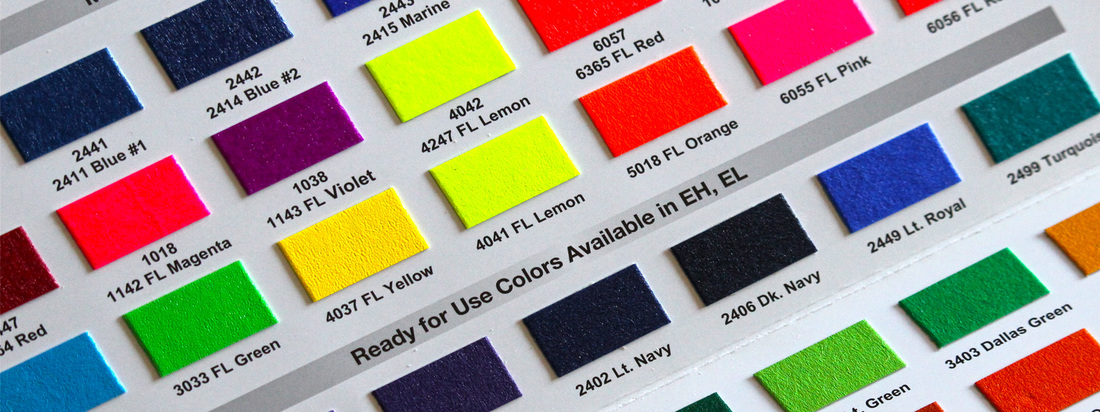 2443
2415 Marine
6057
6365 FL Red
6055 FL Pink
6056 FL
2442
2414 Blue #2
4042
4247 FL Lemon
5018 FL Orange
2441
2411 Blue #1
1038
1143 FL Violet
4041 FL Lemon
1018
1142 FL Magenta
4037 FL Yellow
Red
3033 FL Green
Ready for Use Colors Available in EH, EL
2402 Lt. Navy
2406 Dk. Navy
2449 Lt. Royal
2499
3403 Dallas Green
Green